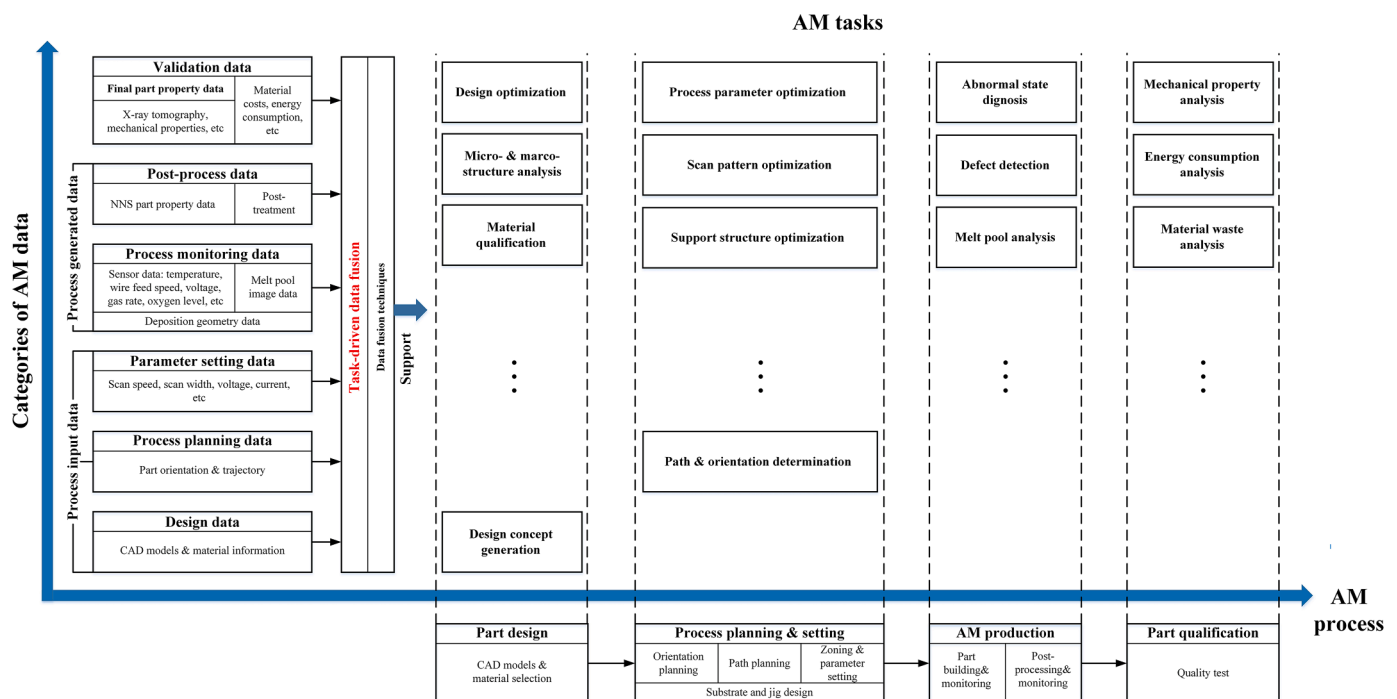 AM tasks
Categories of AM data
Process generated data
Process input data
Validation data
Final part property data
X-ray tomography,
mechanical properties, etc
Material
costs, energy
consumption,
etc
Post-process data
NNS part property data
Post-
treatment
Process monitoring data
Sensor data: temperature,
wire feed speed, voltage,
gas rate, oxygen level, etc
Melt pool
image data
Deposition geometry data
Parameter setting data
Scan speed, scan width, voltage, current,
etc
Process planning data
Part orientation & trajectory
Design data
CAD models & material information
Task-driven data fusion
Data fusion techniques
Support
Design optimization
Micro- & marco-
structure analysis
Material
qualification
Design concept
generation
Process parameter optimization
Scan pattern optimization
Support structure optimization
Path & orientation determination
Abnormal state
dignosis
Defect detection
Melt pool analysis
Mechanical property
analysis
Energy consumption
analysis
Material waste
analysis
AM
process
Part design
CAD models &
material selection
Process planning & setting
Orientation
planning
Path planning
Zoning &
parameter
setting
Substrate and jig design
AM production
Part
building&
monitoring
Post-
processing&
monitoring
Part qualification
Quality test